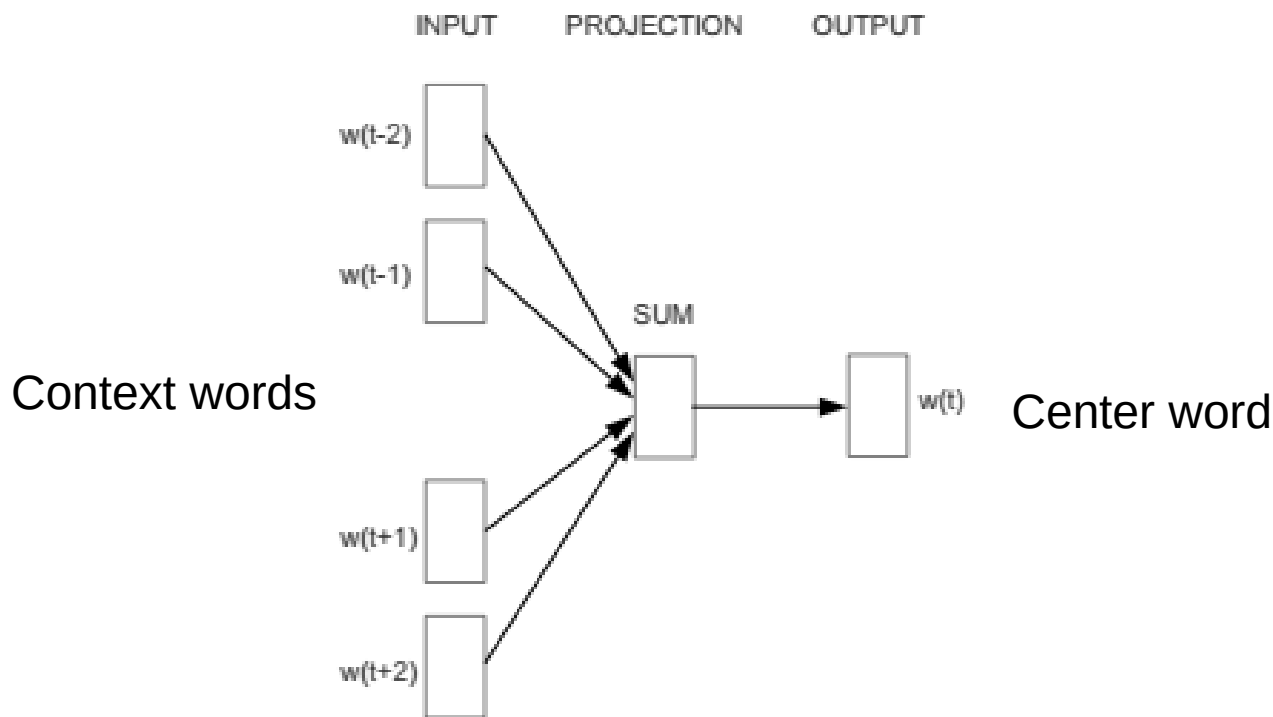 INPUT PROJECTION OUTPUT
w(t-2)
w(t-1)
SUM
Context words
w(t) Center word
w(t+1)
w(t+2)